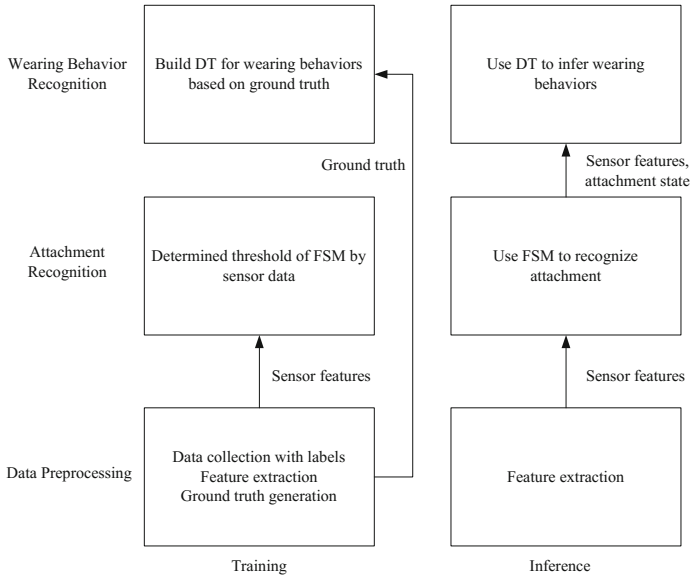 Wearing Behavior
Recognition
Build DT for wearing behaviors
based on ground truth
Use DT to infer wearing
behaviors
Ground truth
Sensor features,
attachment state
Attachment
Recognition
Determined threshold of FSM by
sensor data
Use FSM to recognize
attachment
Sensor features
Sensor features
Data Preprocessing
Data collection with labels
Feature extraction
Ground truth generation
Feature extraction
Training
Inference